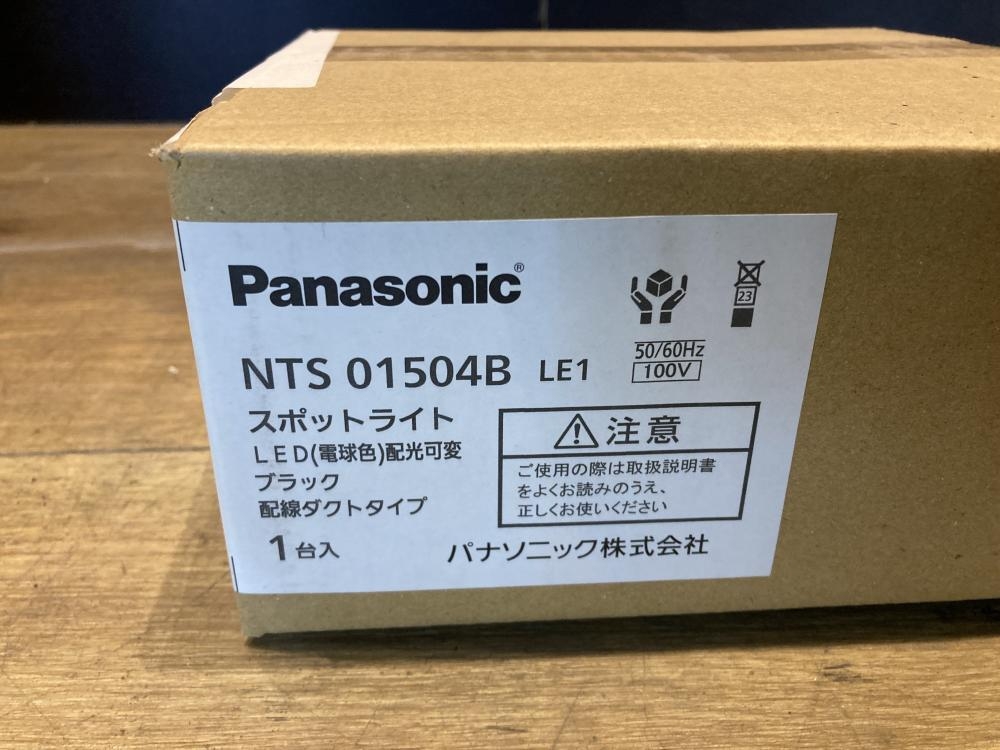 Panasonic®
23
50/60Hz
100V
NTS 01504B LE1
スポットライト
LED(電球色)配光可変
ブラック
配線ダクトタイプ
1台入
注意
ご使用の際は取扱説明書
をよくお読みのうえ、
正しくお使いください
パナソニック株式会社